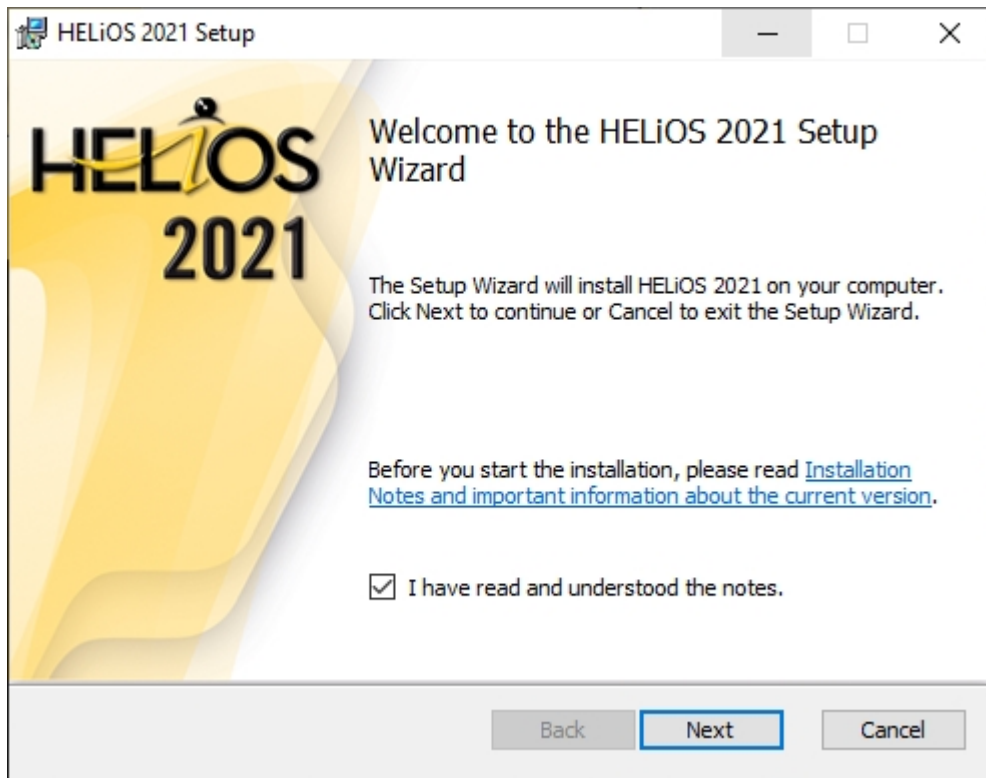 HELiOS 2021 Setup
HELiOS
2021
Welcome to the HELiOS 2021 Setup
Wizard
The Setup Wizard will install HELiOS 2021 on your computer.
Click Next to continue or Cancel to exit the Setup Wizard.
Before you start the installation, please read Installation
Notes and important information about the current version.
I have read and understood the notes.
Back
Next
Cancel